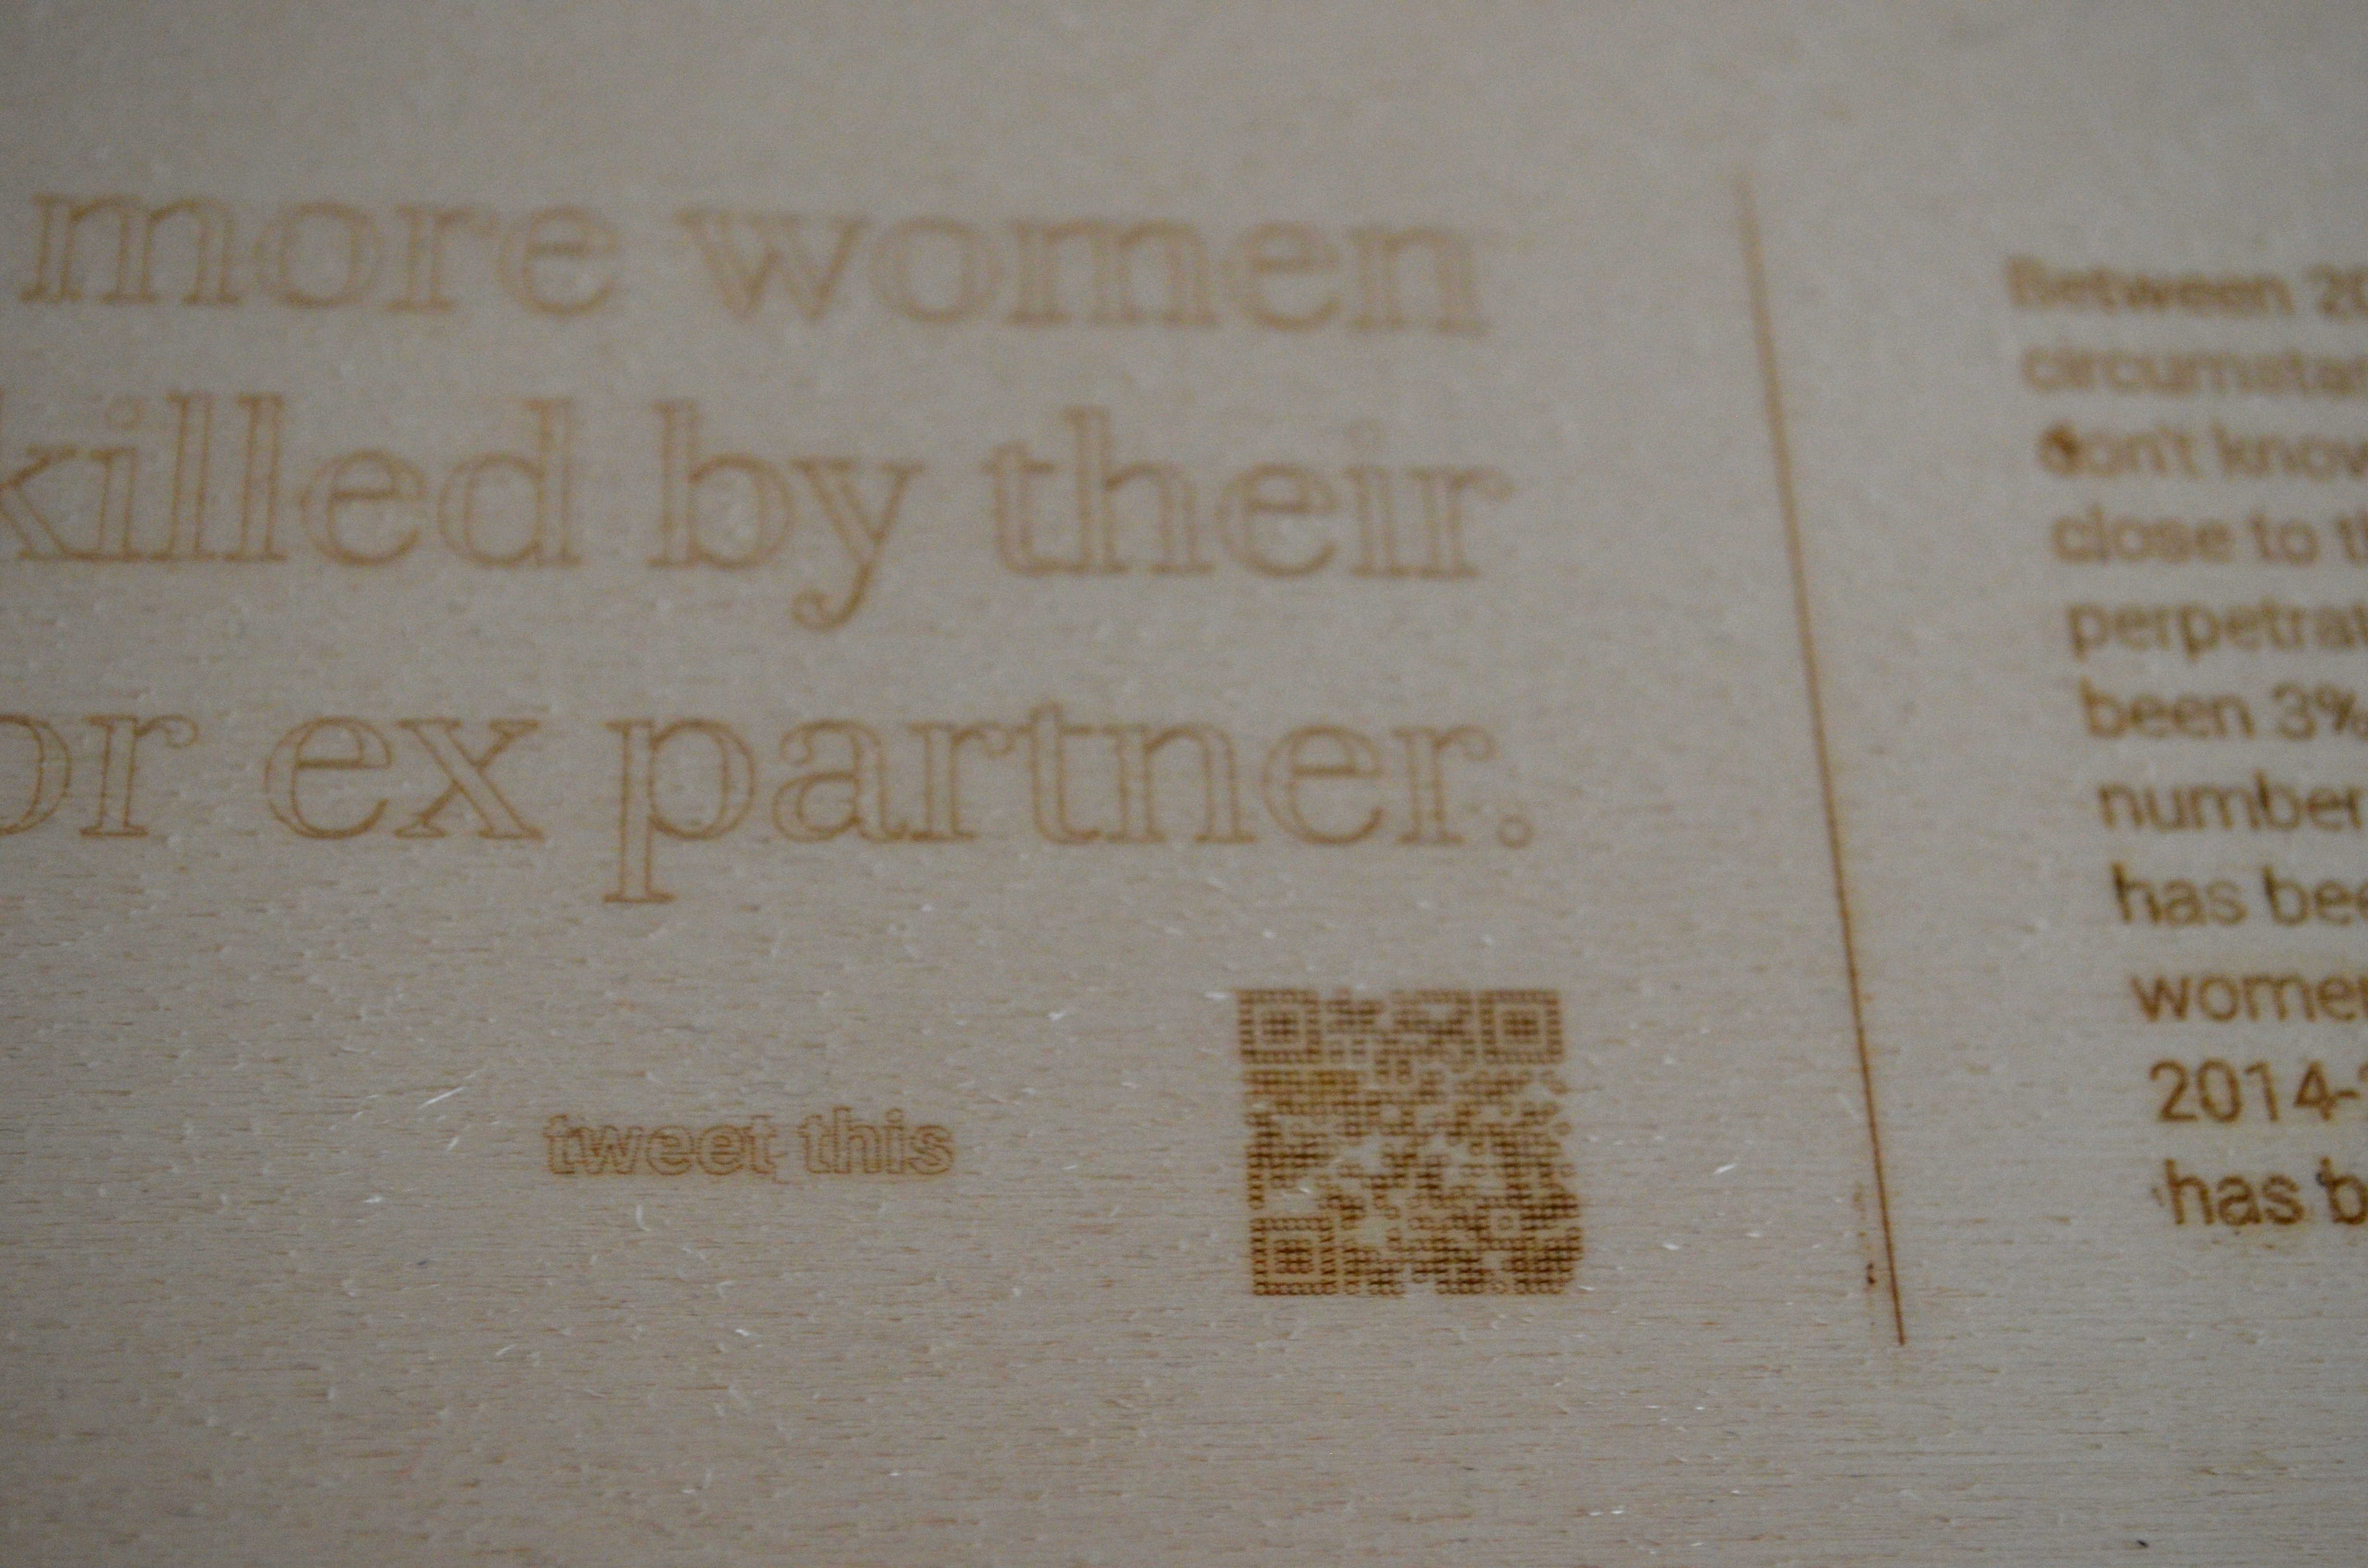 more women
killed by their
or ex partner.
tweet this
Between 20
circumstan
don't know
close to th
perpetrat
been 3%
number
has bee
women
2014-
has b